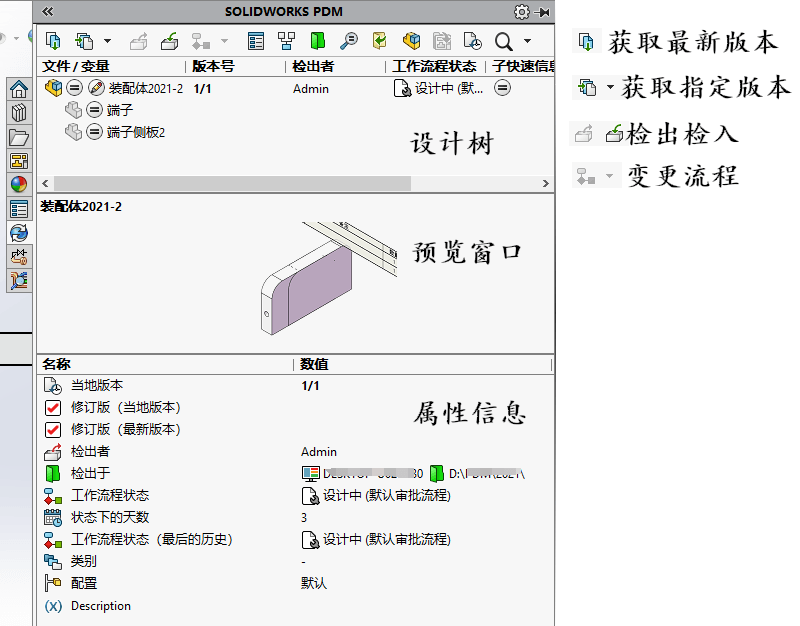 SOLIDWORKS PDM
获取最新版本
获取指定版本
检出检入
变更流程
文件 / 变量 版本号 检出者 工作流程状态 子快速信息
装配体2021-2 1/1 Admin 设计中 (默...
端子
端子侧板2
设计树
装配体2021-2
预览窗口
名称 数值
当地版本 1/1
修订版（当地版本）
修订版（最新版本）
属性信息
检出者 Admin
检出于
工作流程状态 设计中 (默认审批流程)
状态下的天数 3
工作流程状态（最后的历史） 设计中 (默认审批流程)
类别 -
配置 默认
(x) Description